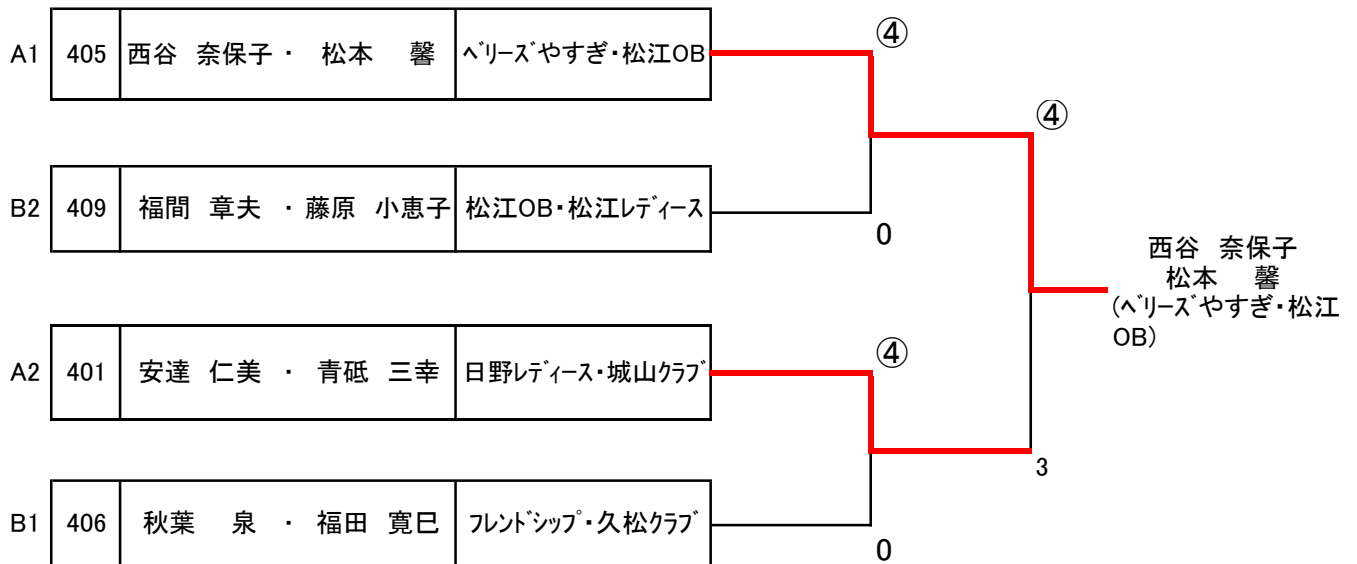 ④
A1 405 西谷 奈保子 ・ 松本 馨 ベリーズやすぎ・松江OB
④
B2 409 福間 章夫 ・ 藤原 小恵子 松江OB・松江レディース
0
西谷 奈保子
松本 馨
(ベリーズやすぎ・松江
OB)
④
A2 401 安達 仁美 ・ 青砥 三幸 日野レディース・城山クラブ
3
B1 406 秋葉 泉 ・ 福田 寛巳 フレンドシップ・久松クラブ
0